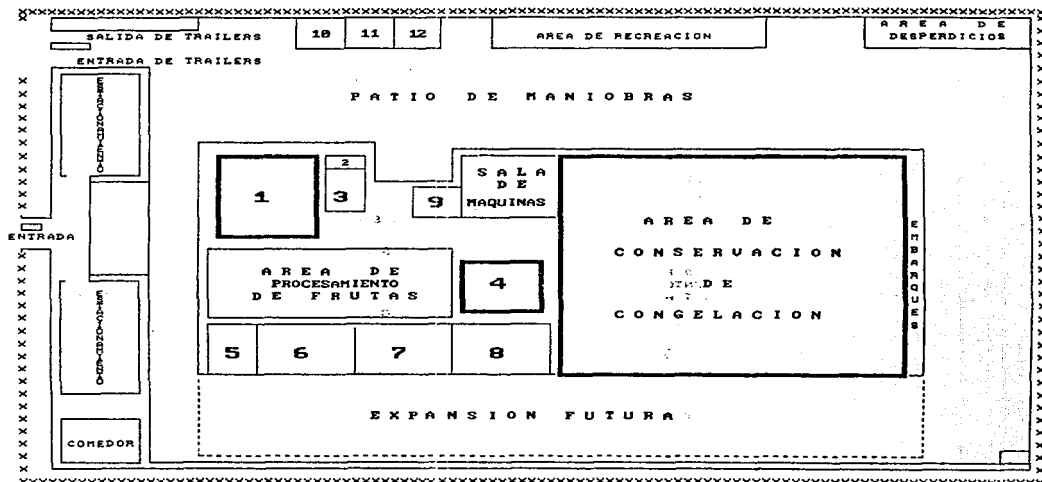 SALIDA DE TRAILERS
10
11
12
AREA DE RECREACION
AREA DE
DESPERDICIOS
ENTRADA DE TRAILERS
ESTACIONAMIENTO
PATIO DE MANIOBRAS
1
2
3
9
SALA
DE
MAQUINAS
AREA DE
CONSERVACION
DE
CONGELACION
EMBARQUES
ENTRADA
AREA DE
PROCESAMIENTO
DE FRUTAS
4
5
6
7
8
ESTACIONAMIENTO
EXPANSION FUTURA
COMEDOR